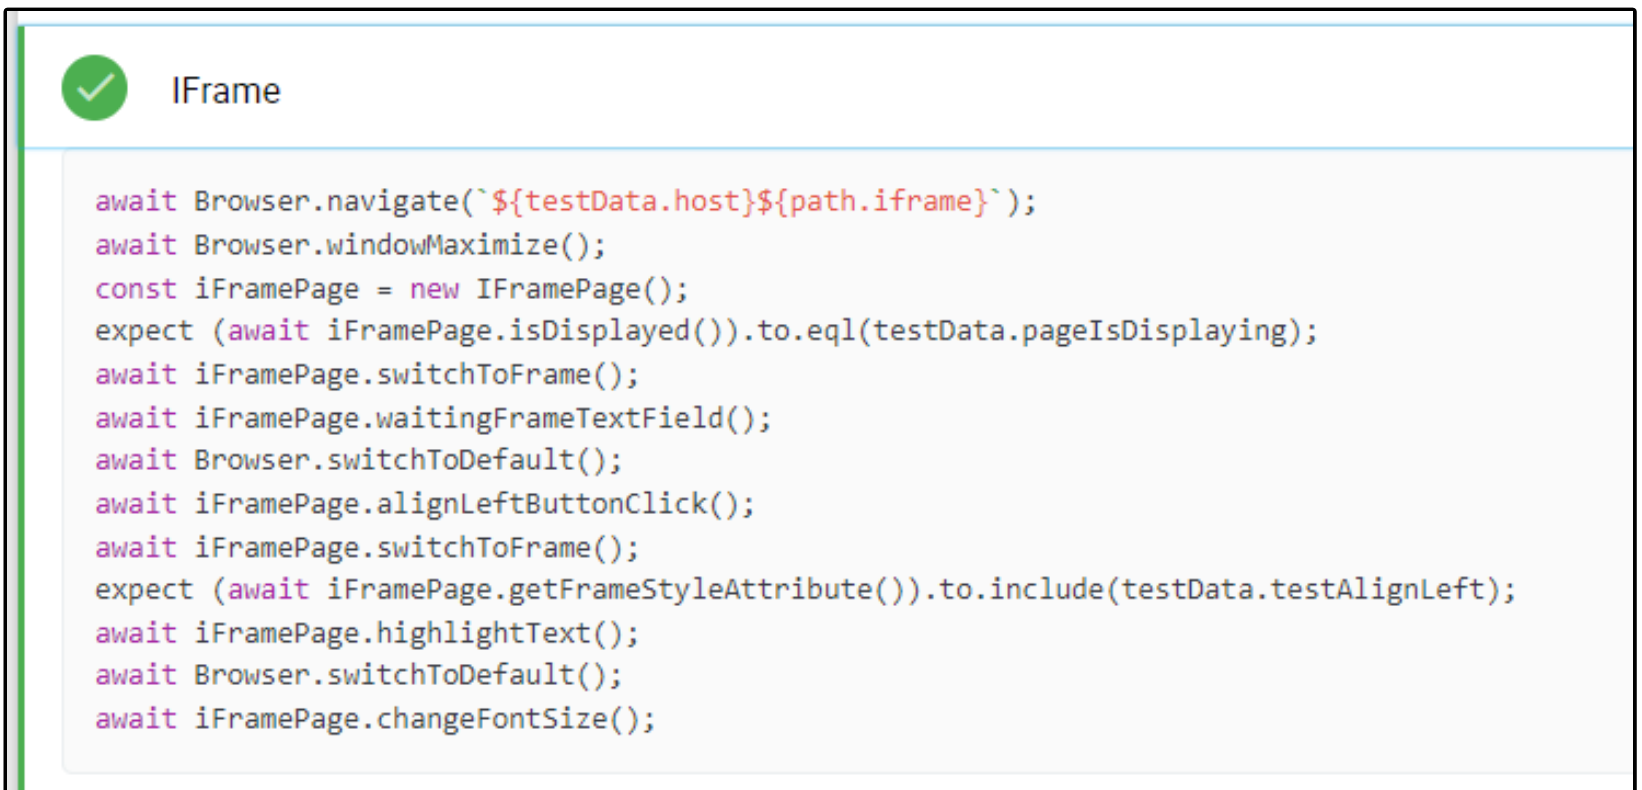 IFrame
await Browser.navigate(`${testData.host}${path.iframe}`);
await Browser.windowMaximize();
const iFramePage = new IFramePage();
expect (await iFramePage.isDisplayed()).to.eql(testData.pageIsDisplaying);
await iFramePage.switchToFrame();
await iFramePage.waitingFrameTextField();
await Browser.switchToDefault();
await iFramePage.alignLeftButtonClick();
await iFramePage.switchToFrame();
expect (await iFramePage.getFrameStyleAttribute()).to.include(testData.testAlignLeft);
await iFramePage.highlightText();
await Browser.switchToDefault();
await iFramePage.changeFontSize();